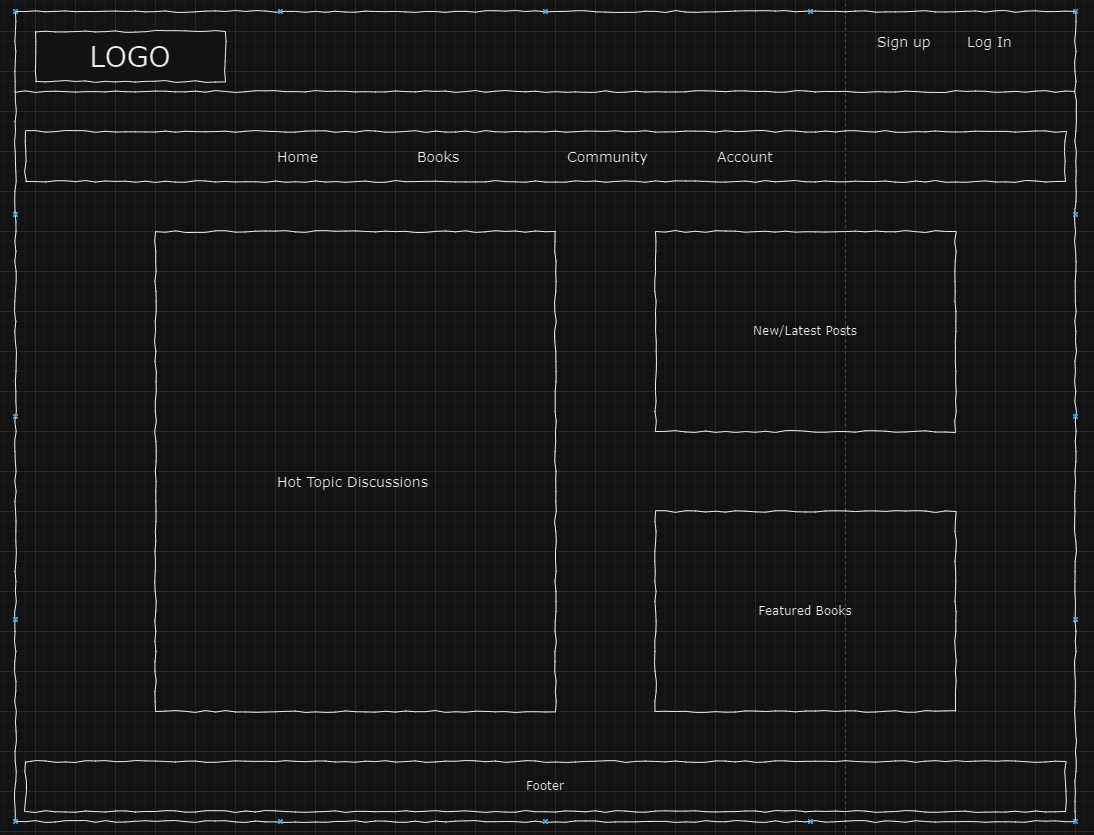 LOGO
Sign up
Log In
Home
Books
Community
Account
Hot Topic Discussions
New/Latest Posts
Featured Books
Footer